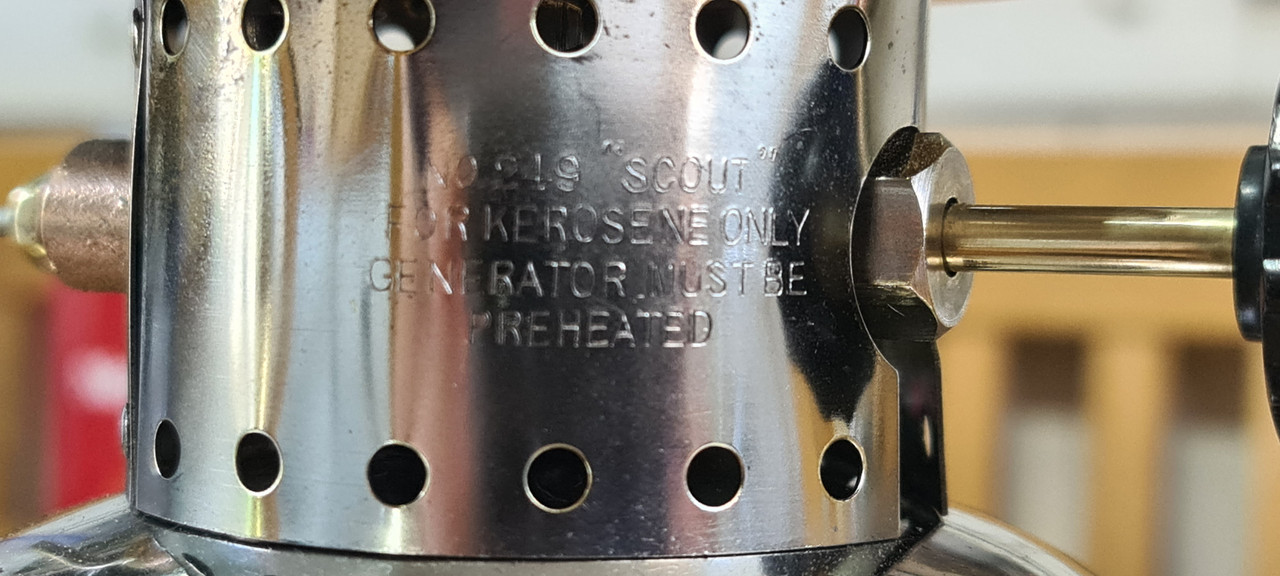 NO 249 "SCOUT"
FOR KEROSENE ONLY
GENERATOR MUST BE
PREHEATED